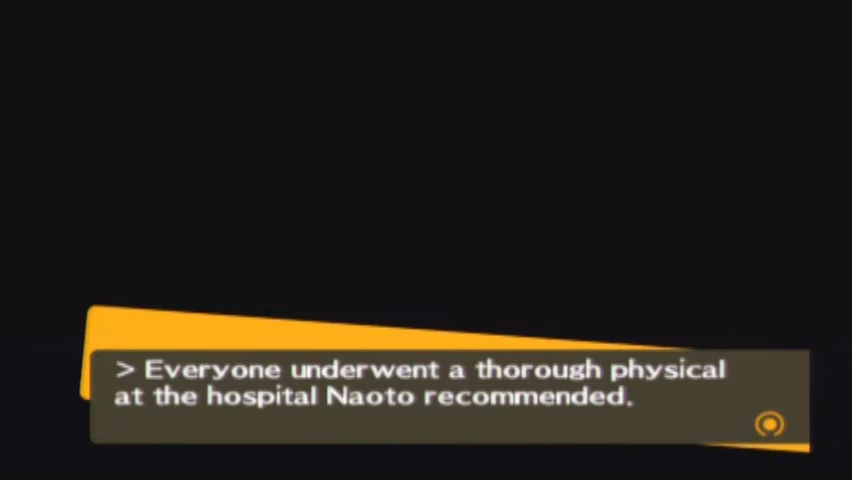 > Everyone underwent a thorough physical
at the hospital Naoto recommended.